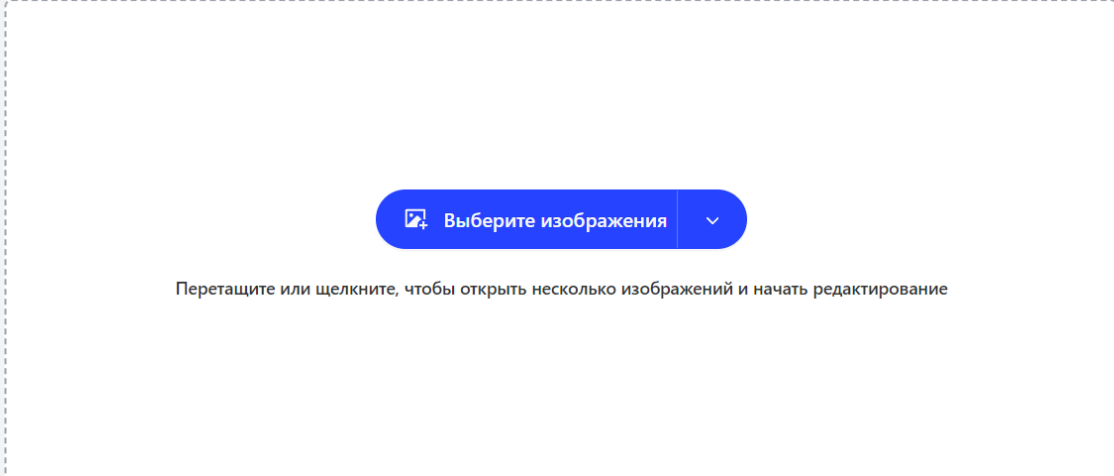 Выберите изображения
Перетащите или щелкните, чтобы открыть несколько изображений и начать редактирование